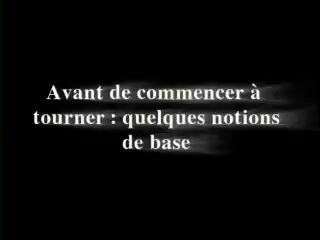 Avant de commencer à
tourner : quelques notions
de base